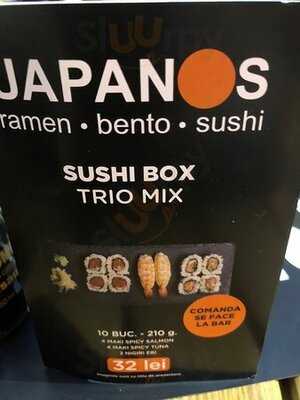 JAPANOS
ramen • bento • sushi
SUSHI BOX
TRIO MIX
COMANDA
SE FACE
LA BAR
10 BUC. - 210 g.
4 MAKI SPICY SALMON
4 MAKI SPICY TUNA
2 NIGIRI EBI
32 lei